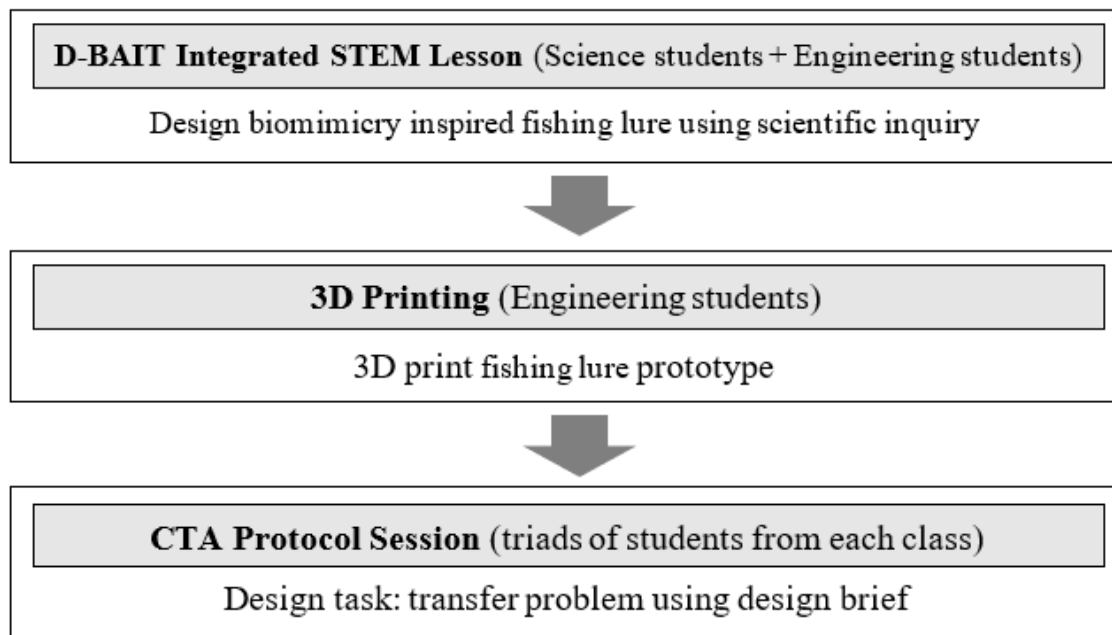 D-BAIT Integrated STEM Lesson (Science students + Engineering students)
Design biomimicry inspired fishing lure using scientific inquiry
3D Printing (Engineering students)
3D print fishing lure prototype
CTA Protocol Session (triads of students from each class)
Design task: transfer problem using design brief